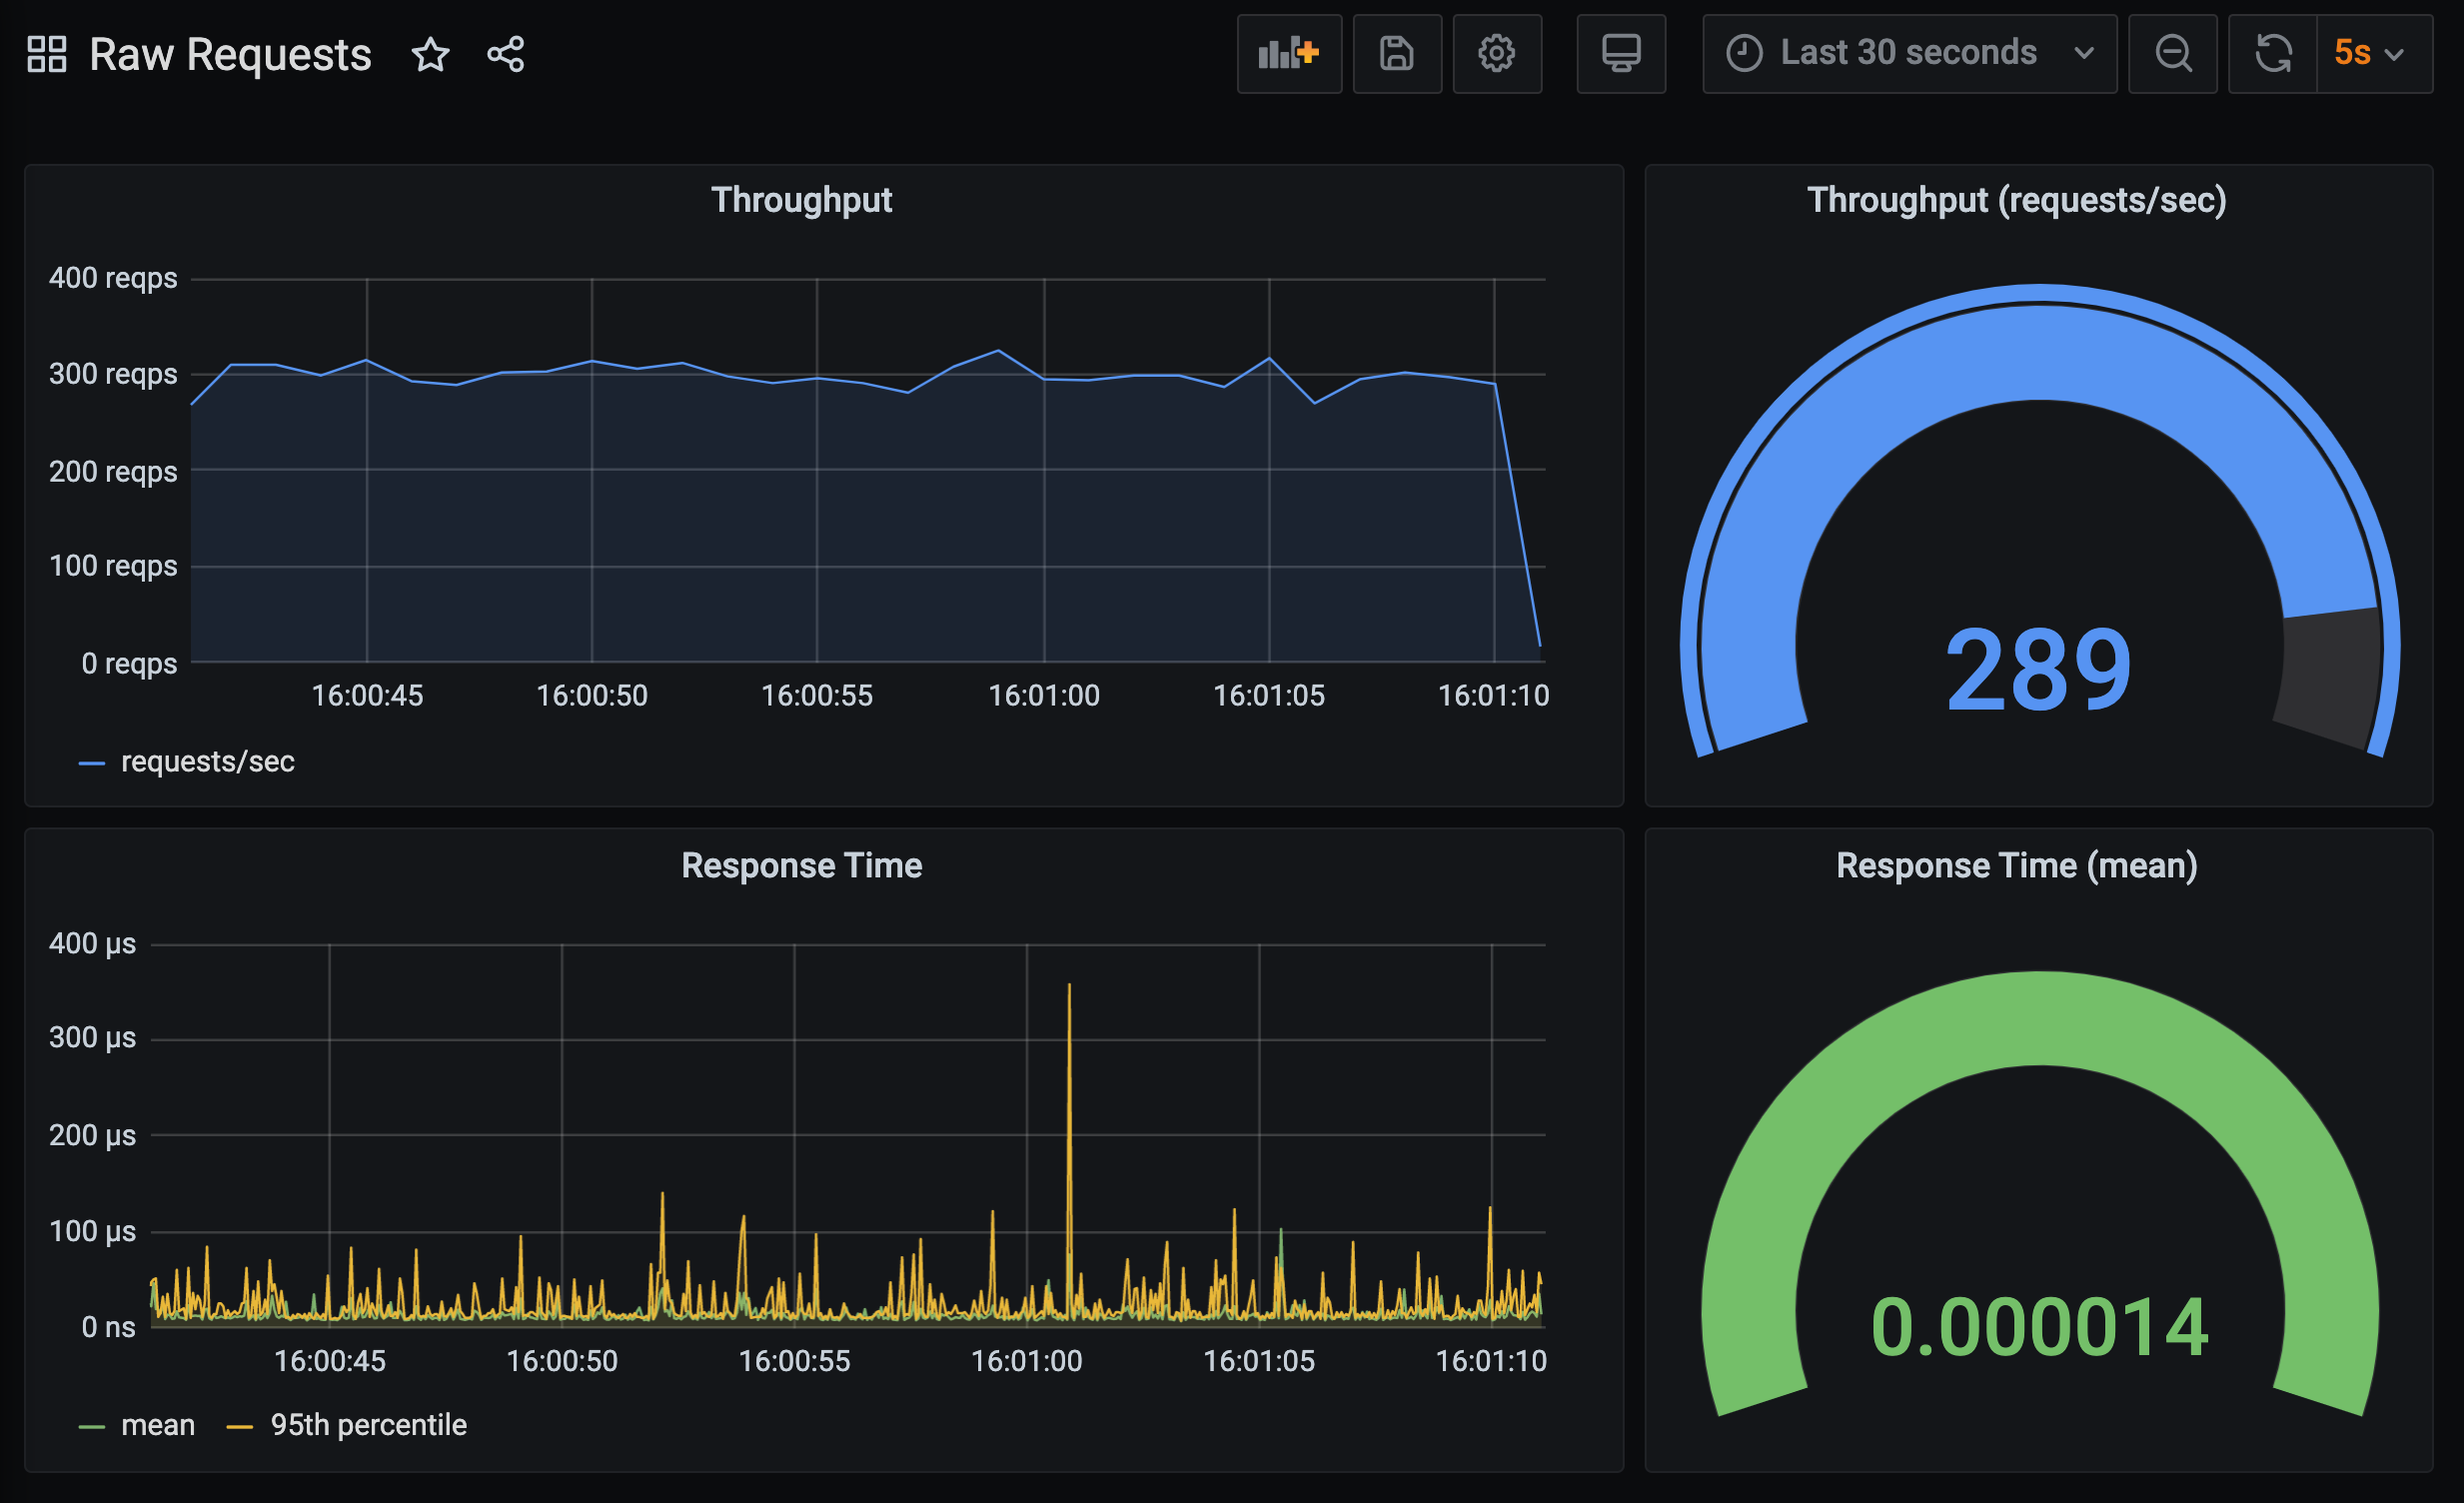 Raw Requests
Last 30 seconds
5s
Throughput
400 reqps
300 reqps
200 reqps
100 reqps
0 reqps
16:00:45 16:00:50 16:00:55 16:01:00 16:01:05 16:01:10
requests/sec
Throughput (requests/sec)
289
Response Time
400 µs
300 µs
200 µs
100 µs
0 ns
16:00:45 16:00:50 16:00:55 16:01:00 16:01:05 16:01:10
mean 95th percentile
Response Time (mean)
0.000014